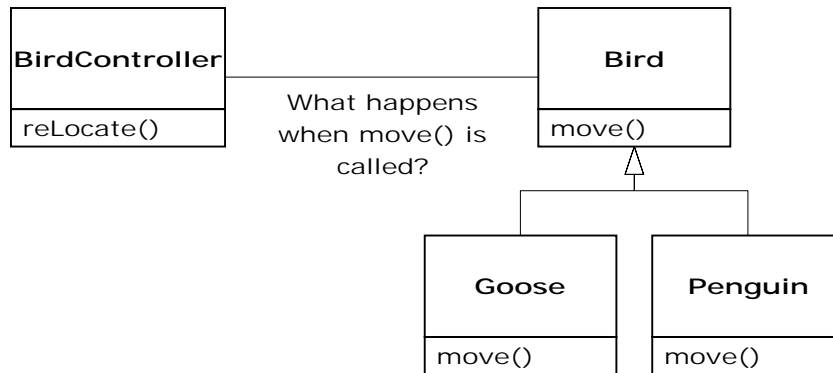 BirdController
reLocate()
What happens
when move() is
called?
Bird
move()
Goose
move()
Penguin
move()